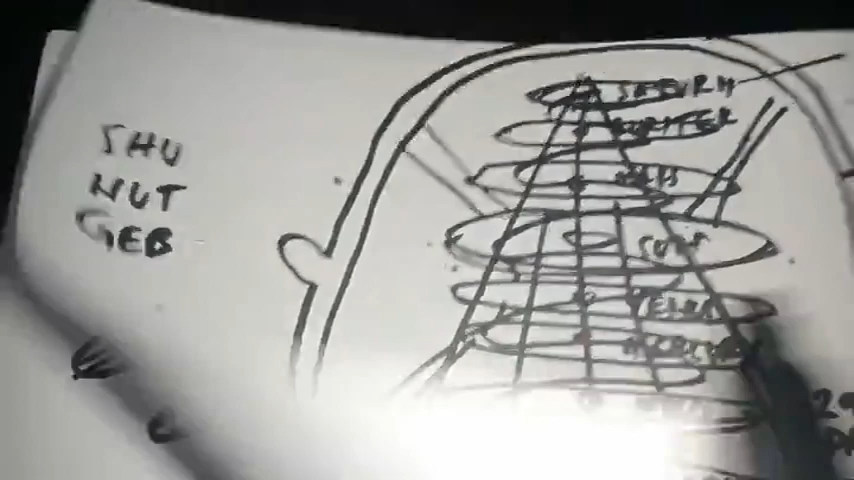 SHU
NUT
GEB
SATURN
JUPITER
MARS
SUN
VENUS
MERCURY